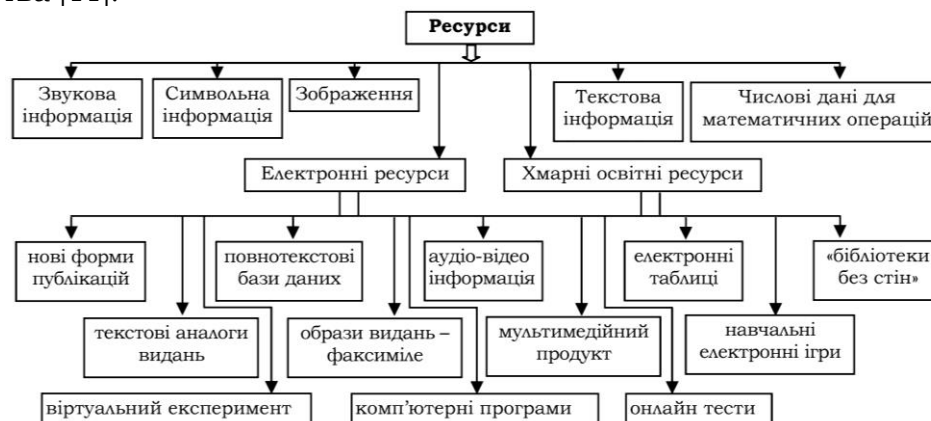 Ресурси
Звукова
інформація
Символьна
інформація
Зображення
Текстова
інформація
Числові дані для
математичних операцій
Електронні ресурси
Хмарні освітні ресурси
нові форми
публікацій
повнотекстові
бази даних
аудіо-відео
інформація
електронні
таблиці
«бібліотеки
без стін»
текстові аналоги
видань
образи видань –
факсиміле
мультимедійний
продукт
навчальні
електронні ігри
віртуальний експеримент
комп’ютерні програми
онлайн тести